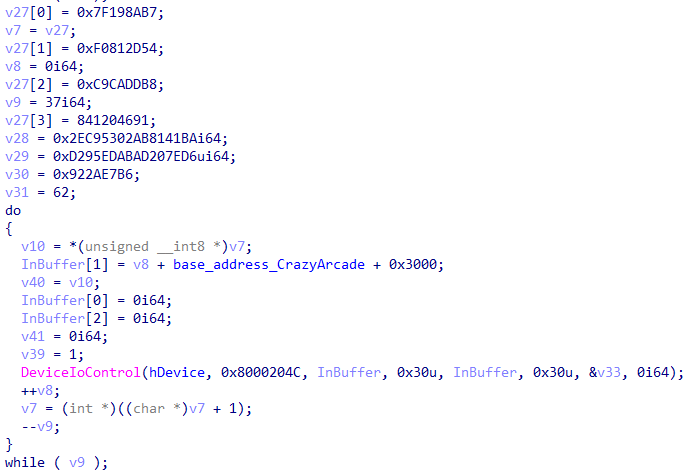 v27[0] = 0x7F198AB7;
v7 = v27;
v27[1] = 0xF0812D54;
v8 = 0i64;
v27[2] = 0xC9CADDB8;
v9 = 37i64;
v27[3] = 841204691;
v28 = 0x2EC95302AB8141BAi64;
v29 = 0xD295EDABAD207ED6ui64;
v30 = 0x922AE7B6;
v31 = 62;
do
{
v10 = *(unsigned __int8 *)v7;
InBuffer[1] = v8 + base_address_CrazyArcade + 0x3000;
v40 = v10;
InBuffer[0] = 0i64;
InBuffer[2] = 0i64;
v41 = 0i64;
v39 = 1;
DeviceIoControl(hDevice, 0x8000204C, InBuffer, 0x30u, InBuffer, 0x30u, &v33, 0i64);
++v8;
v7 = (int *)((char *)v7 + 1);
--v9;
}
while ( v9 );